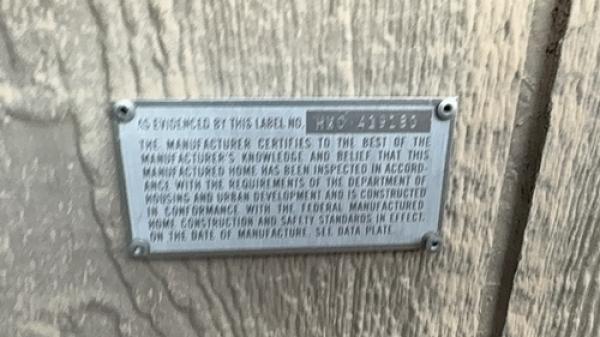 AS EVIDENCED BY THIS LABEL NO.
THE MANUFACTURER CERTIFIES TO THE BEST OF THE
MANUFACTURER'S KNOWLEDGE AND BELIEF THAT THIS
MANUFACTURED HOME HAS BEEN INSPECTED IN ACCORD-
ANCE WITH THE REQUIREMENTS OF THE DEPARTMENT OF
HOUSING AND URBAN DEVELOPMENT AND IS CONSTRUCTED
IN CONFORMANCE WITH THE FEDERAL MANUFACTURED
HOME CONSTRUCTION AND SAFETY STANDARDS IN EFFECT
ON THE DATE OF MANUFACTURE. SEE DATA PLATE.